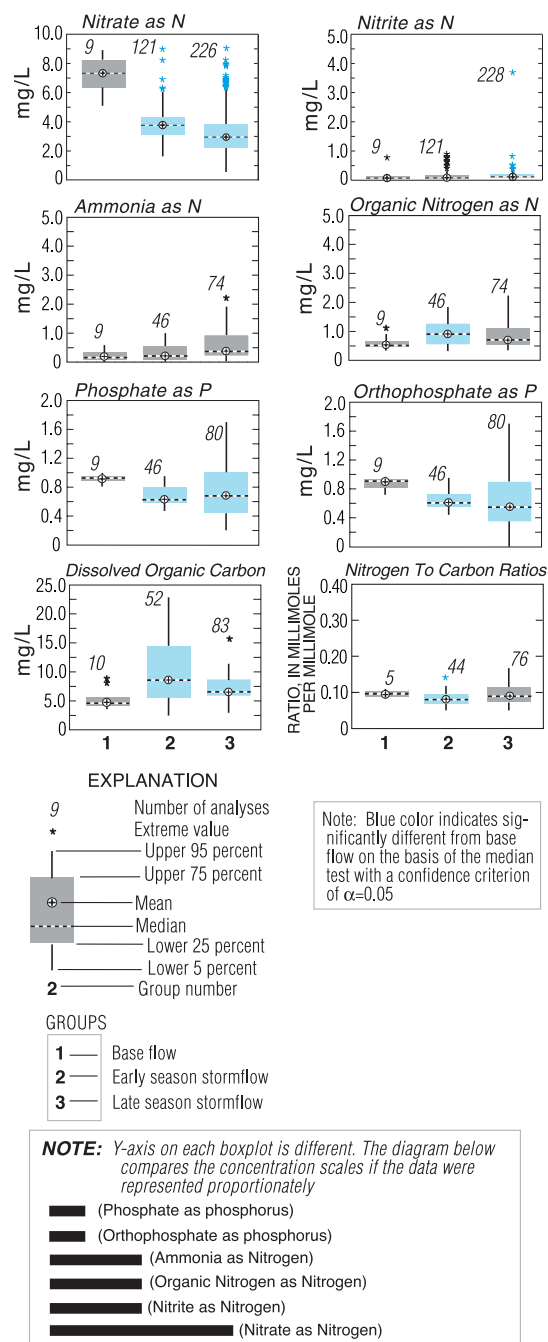 Nitrate as N
mg/L
10.0
8.0
6.0
4.0
2.0
0.0
9
121
226
Nitrite as N
mg/L
5.0
4.0
3.0
2.0
1.0
0.0
9
121
228
Ammonia as N
mg/L
5.0
4.0
3.0
2.0
1.0
0.0
9
46
74
Organic Nitrogen as N
mg/L
5.0
4.0
3.0
2.0
1.0
0.0
9
46
74
Phosphate as P
mg/L
2.0
1.6
1.2
0.8
0.4
0.0
9
46
80
Orthophosphate as P
mg/L
2.0
1.6
1.2
0.8
0.4
0.0
9
46
80
Dissolved Organic Carbon
mg/L
25.0
20.0
15.0
10.0
5.0
0.0
10
52
83
1 2 3
Nitrogen To Carbon Ratios
RATIO, IN MILLIMOLES
PER MILLIMOLE
0.40
0.30
0.20
0.10
0.00
5
44
76
1 2 3
EXPLANATION
9 Number of analyses
* Extreme value
Upper 95 percent
Upper 75 percent
Mean
Median
Lower 25 percent
Lower 5 percent
2 Group number
Note: Blue color indicates sig-
nificantly different from base
flow on the basis of the median
test with a confidence criterion
of α=0.05
GROUPS
1 — Base flow
2 — Early season stormflow
3 — Late season stormflow
NOTE: Y-axis on each boxplot is different. The diagram below
compares the concentration scales if the data were
represented proportionately
(Phosphate as phosphorus)
(Orthophosphate as phosphorus)
(Ammonia as Nitrogen)
(Organic Nitrogen as Nitrogen)
(Nitrite as Nitrogen)
(Nitrate as Nitrogen)